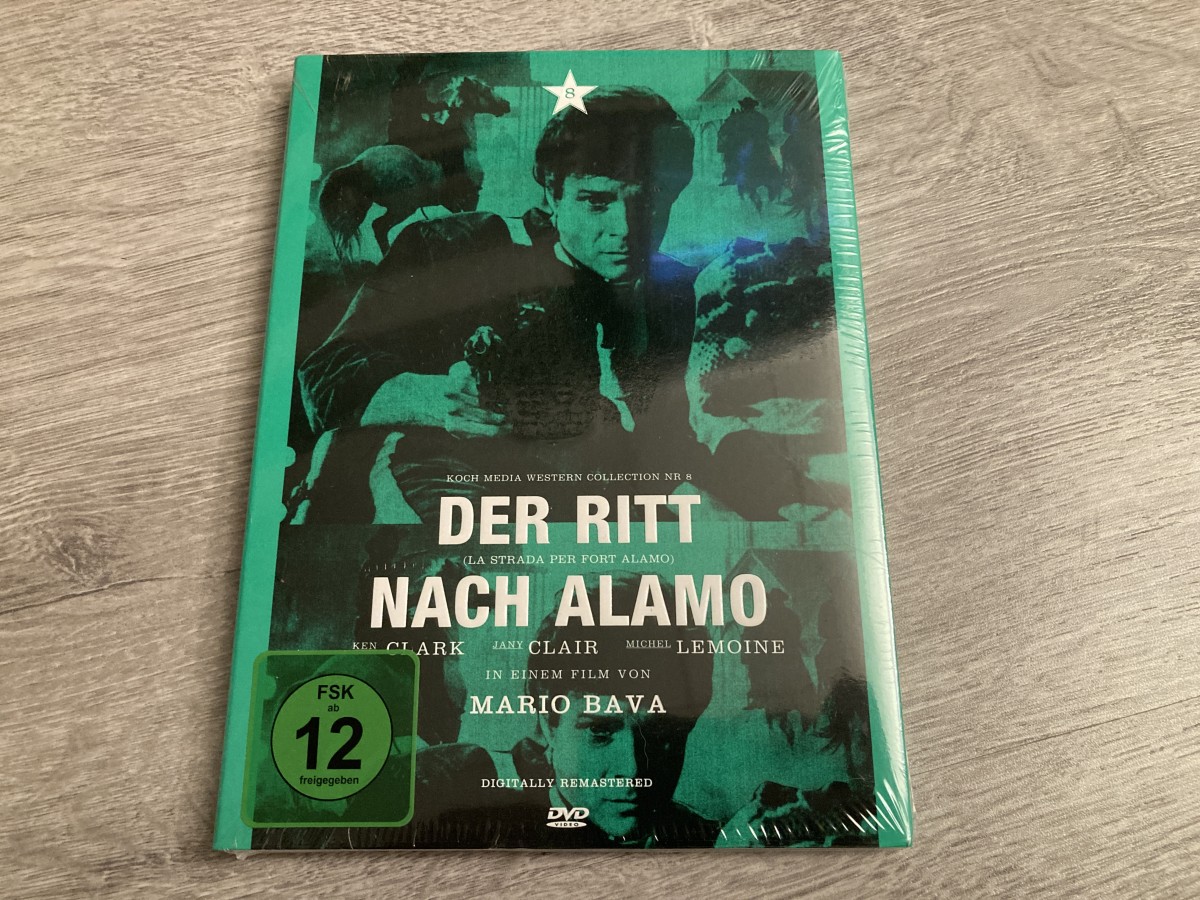 8
KOCH MEDIA WESTERN COLLECTION NR 8
DER RITT
(LA STRADA PER FORT ALAMO)
NACH ALAMO
KEN CLARK JANY CLAIR MICHEL LEMOINE
IN EINEM FILM VON
MARIO BAVA
FSK
ab
12
freigegeben
DIGITALLY REMASTERED
DVD
VIDEO